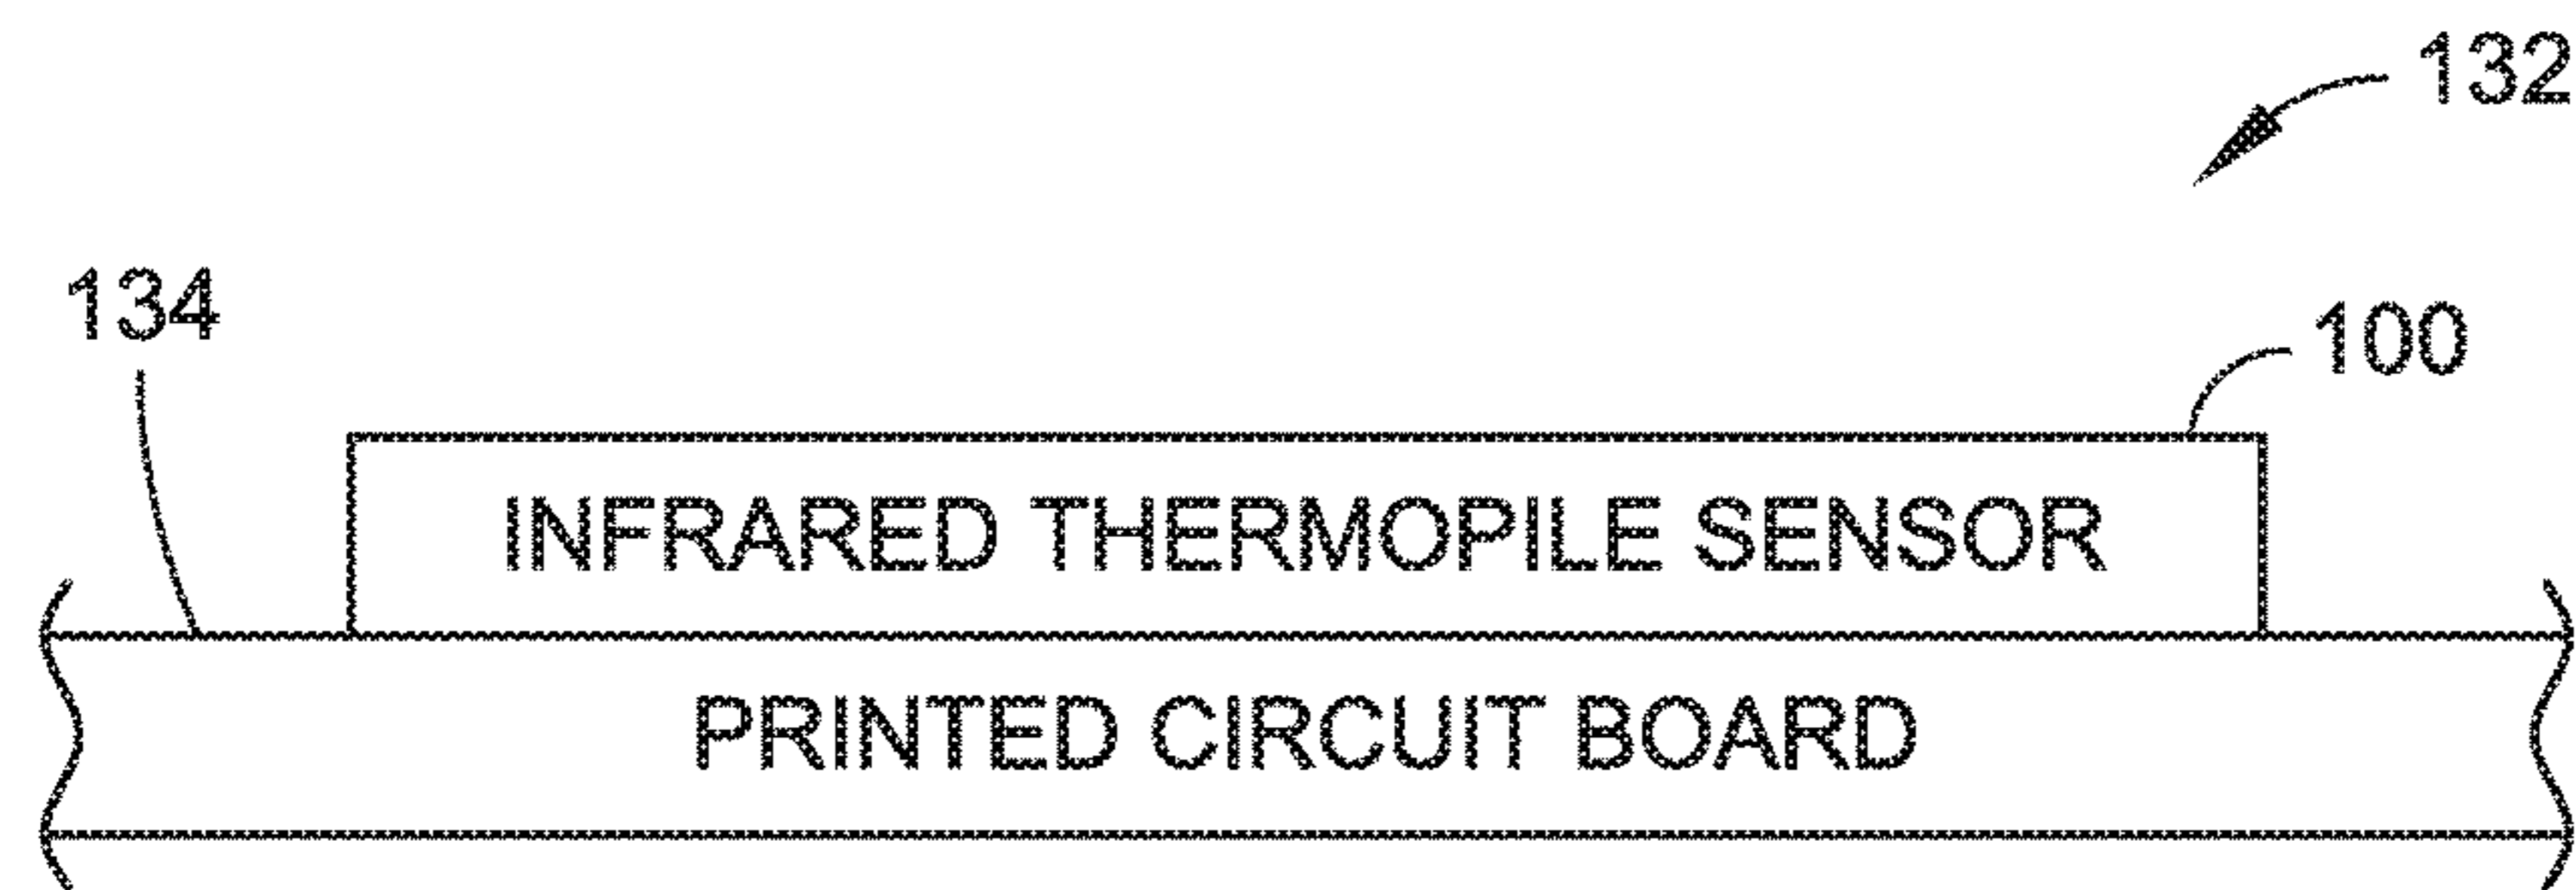 132
134
100
INFRARED THERMOPILE SENSOR
PRINTED CIRCUIT BOARD